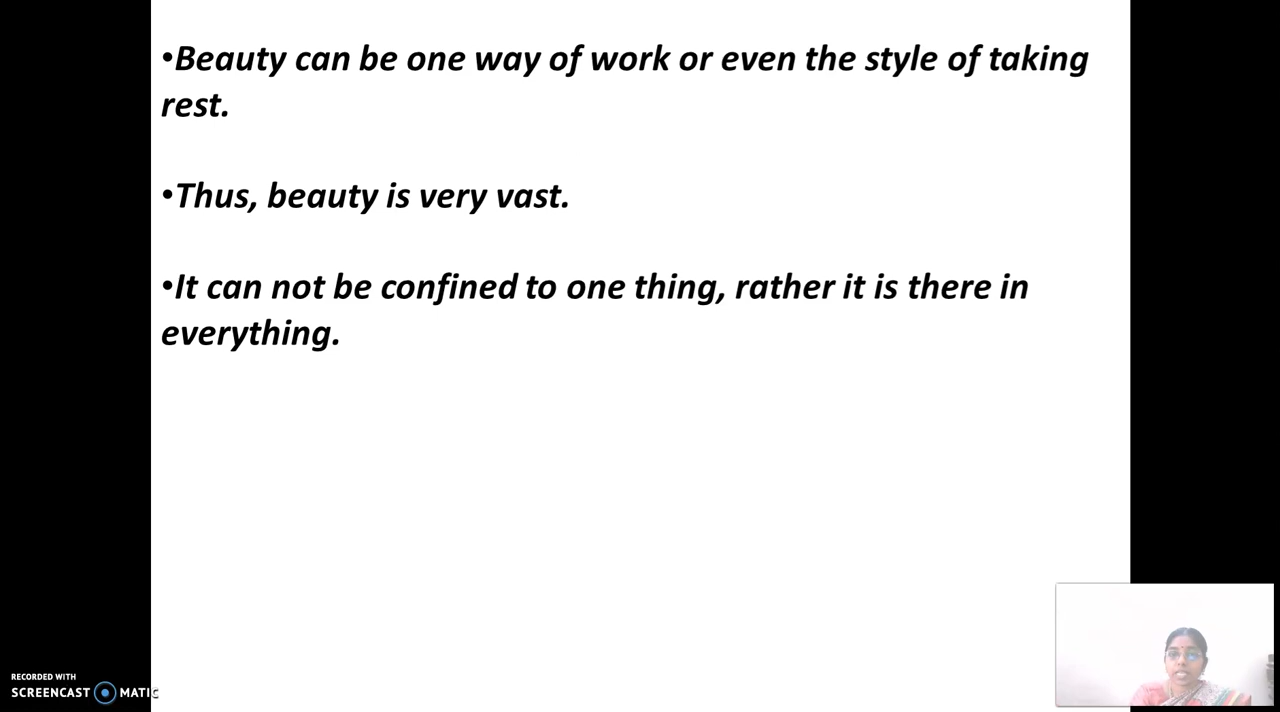 •Beauty can be one way of work or even the style of taking
rest.
•Thus, beauty is very vast.
•It can not be confined to one thing, rather it is there in
everything.
RECORDED WITH
SCREENCAST MATIC